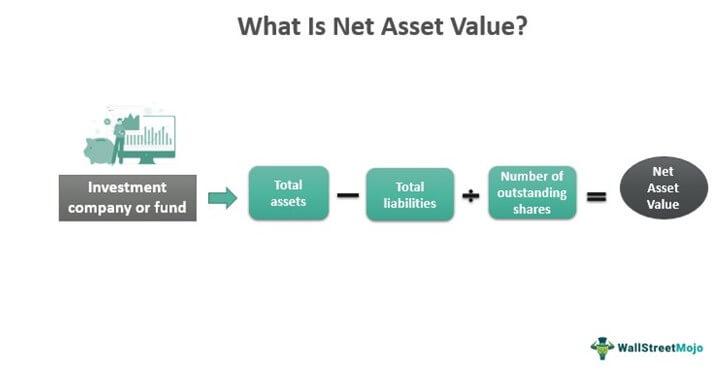 What Is Net Asset Value?
Investment
company or fund
Total
assets
−
Total
liabilities
÷
Number of
outstanding
shares
=
Net
Asset
Value
WallStreetMojo